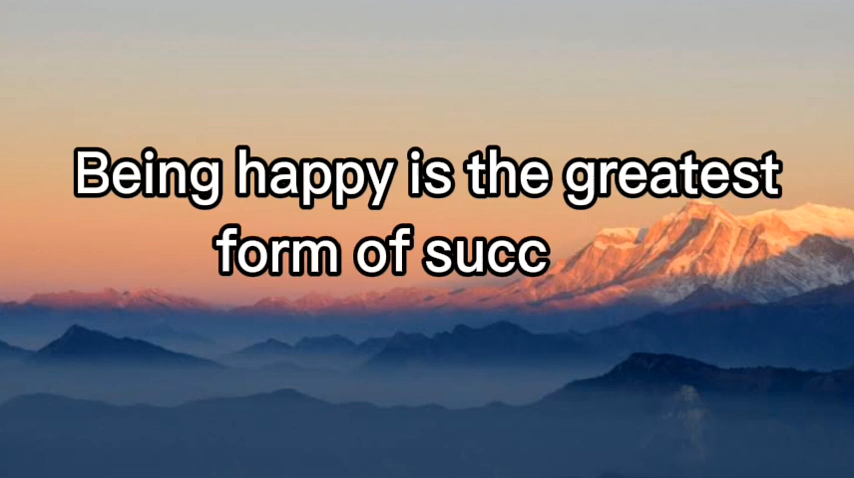 Being happy is the greatest
form of succ